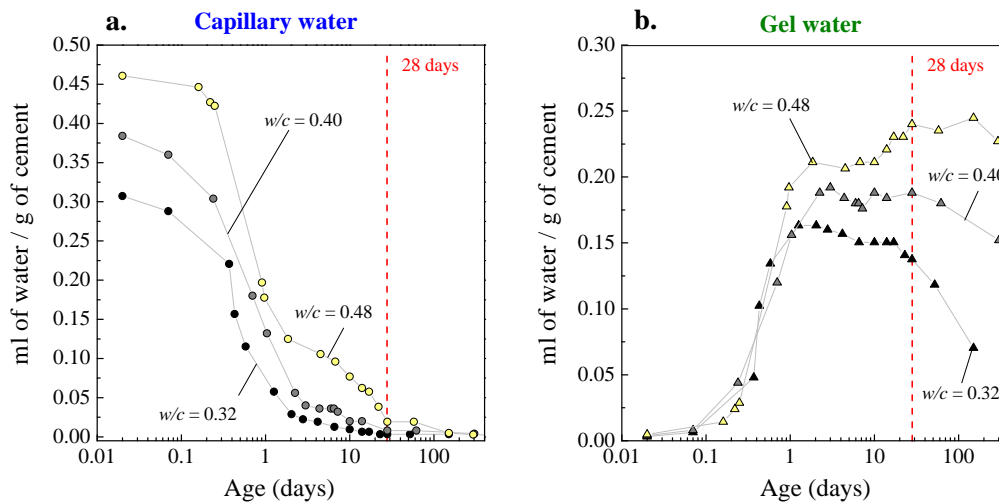 a.
Capillary water
0.50
0.45
0.40
0.35
0.30
0.25
0.20
0.15
0.10
0.05
0.00
ml of water / g of cement
28 days
w/c = 0.40
w/c = 0.48
w/c = 0.32
0.01
0.1
1
10
100
Age (days)
b.
Gel water
0.30
0.25
0.20
0.15
0.10
0.05
0.00
ml of water / g of cement
28 days
w/c = 0.48
w/c = 0.40
w/c = 0.32
0.01
0.1
1
10
100
Age (days)